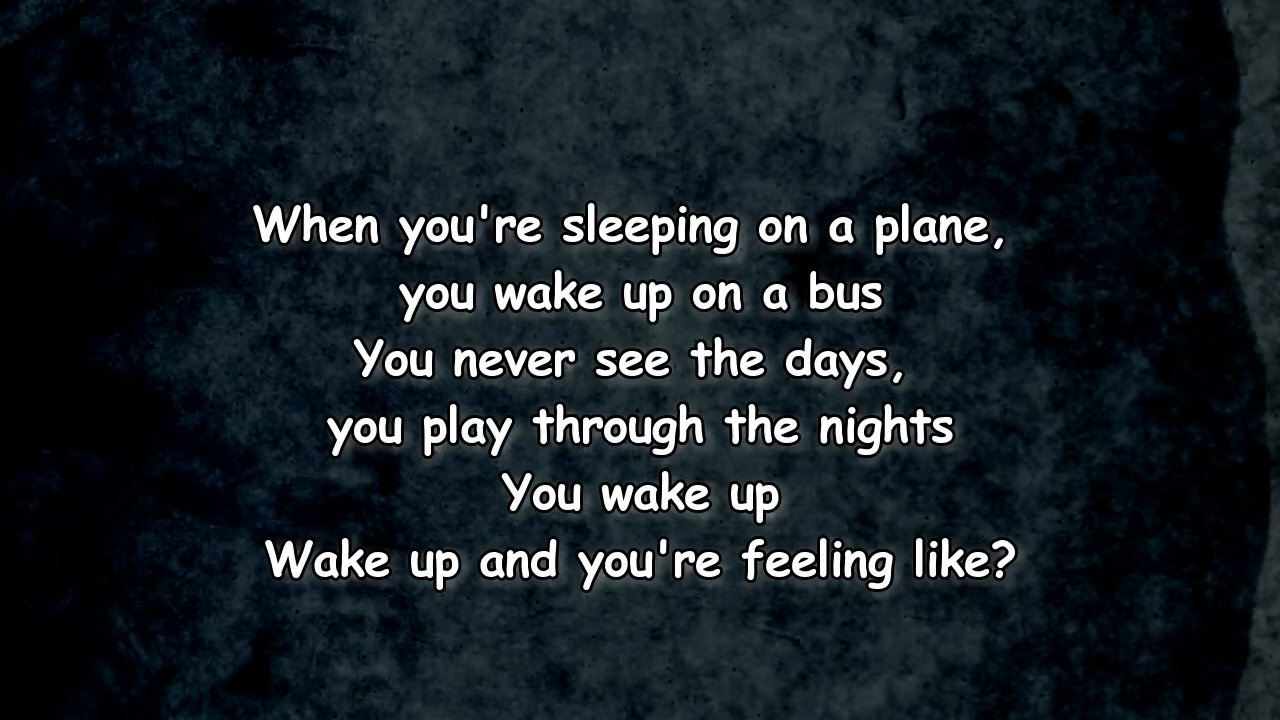 When you're sleeping on a plane,
you wake up on a bus
You never see the days,
you play through the nights
You wake up
Wake up and you're feeling like?